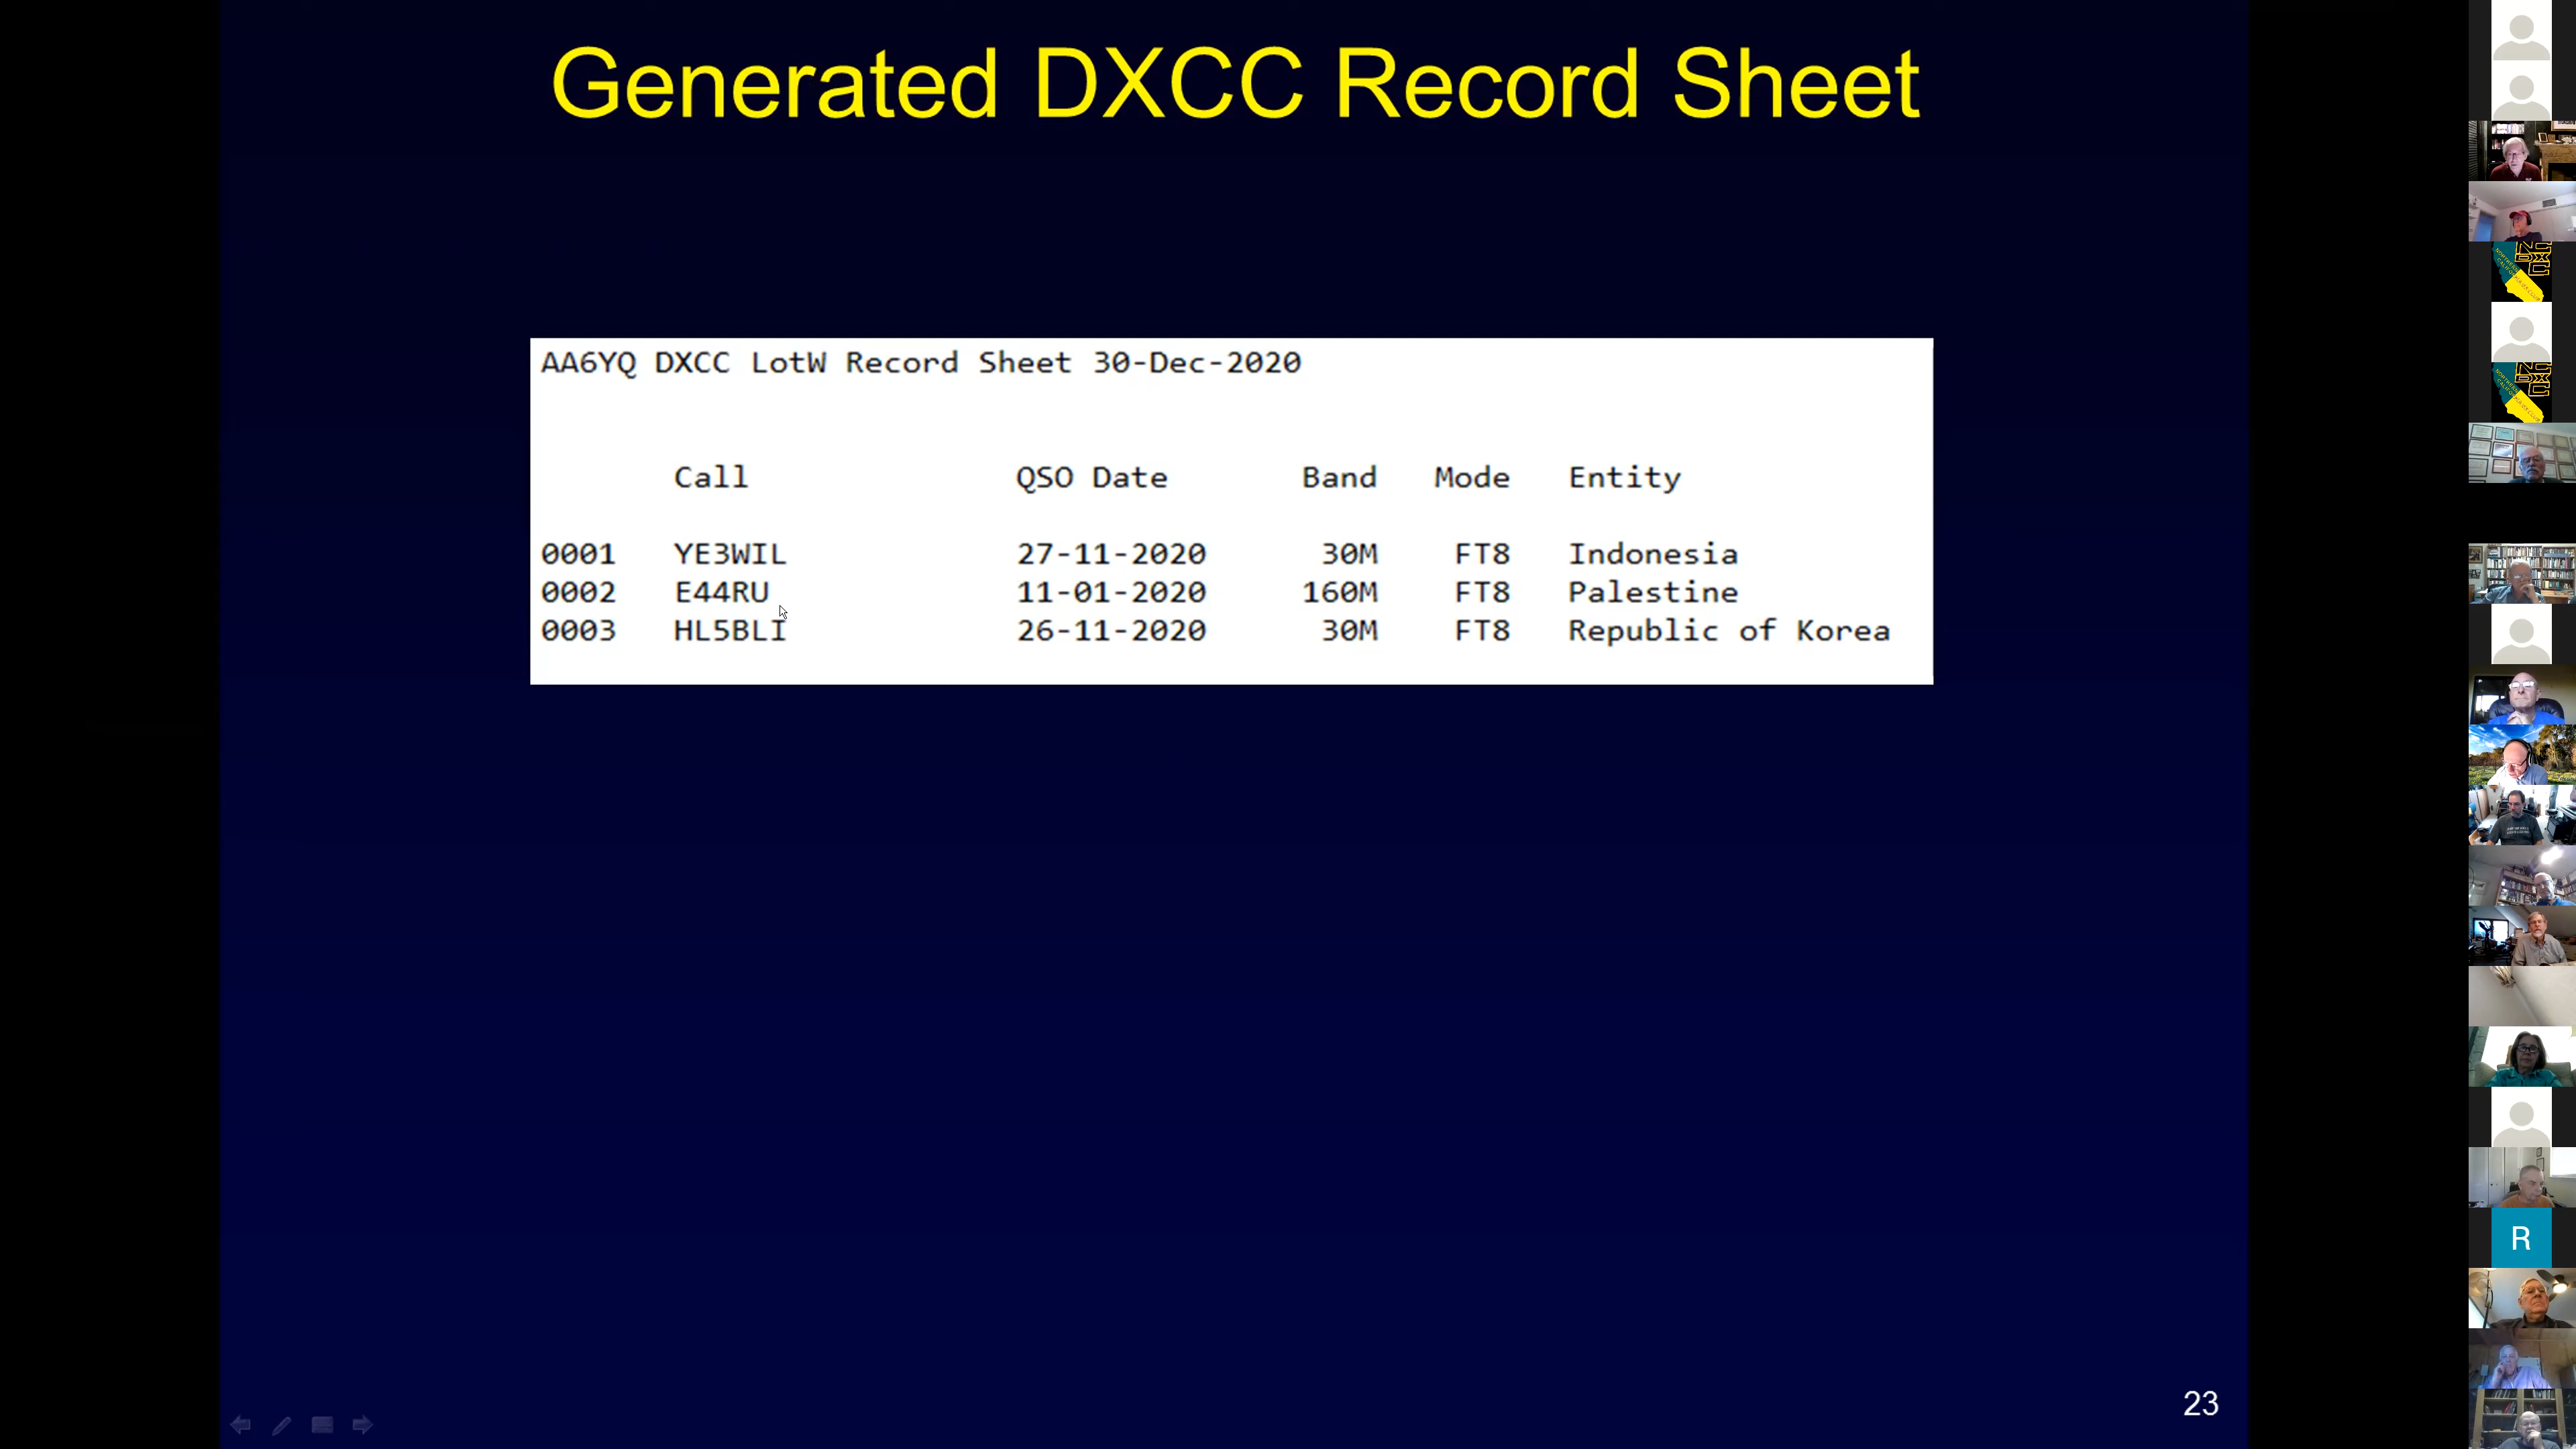 Generated DXCC Record Sheet
AA6YQ DXCC LotW Record Sheet 30-Dec-2020
Call QSO Date Band Mode Entity
0001 YE3WIL 27-11-2020 30M FT8 Indonesia
0002 E44RU 11-01-2020 160M FT8 Palestine
0003 HL5BLI 26-11-2020 30M FT8 Republic of Korea
23
R